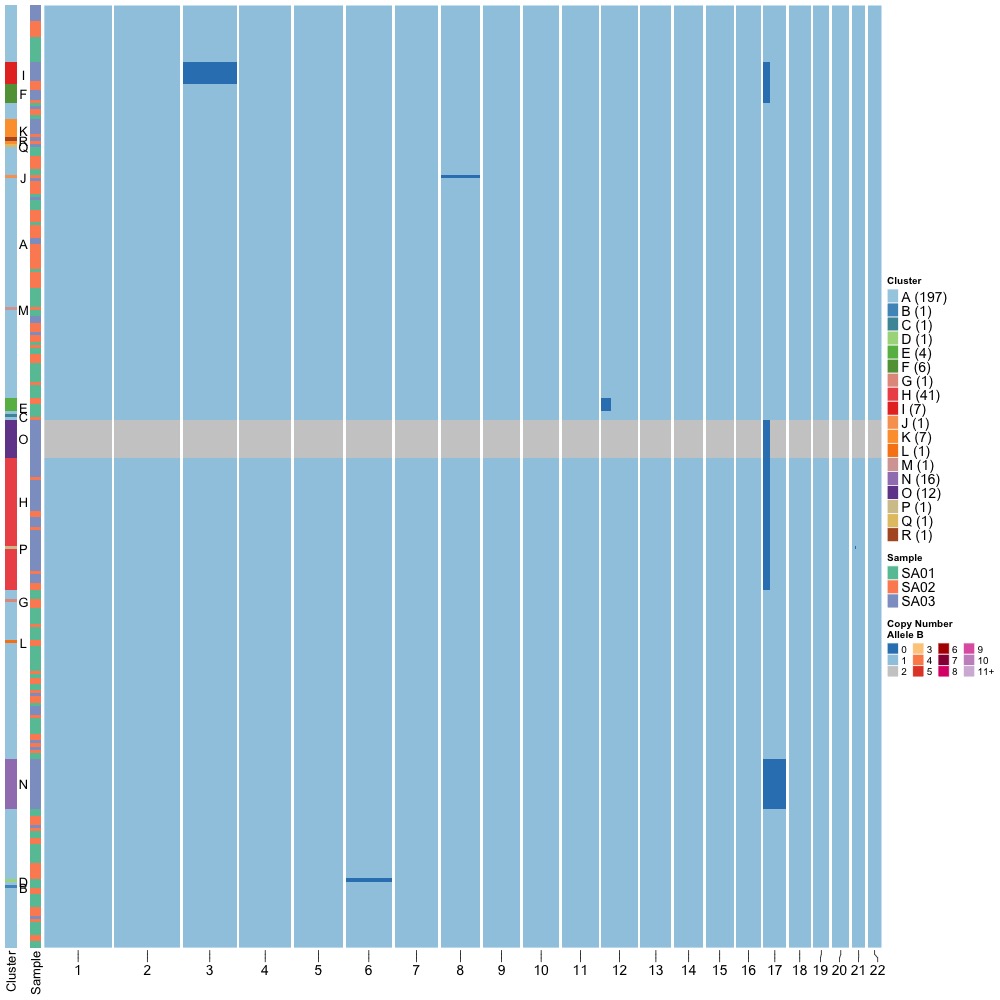 I
F
K
R
Q
J
A
M
E
C
O
H
P
G
L
N
D
B
Cluster
A (197)
B (1)
C (1)
D (1)
E (4)
F (6)
G (1)
H (41)
I (7)
J (1)
K (7)
L (1)
M (1)
N (16)
O (12)
P (1)
Q (1)
R (1)
Sample
SA01
SA02
SA03
Copy Number
Allele B
0 3 6 9
1 4 7 10
2 5 8 11+
Cluster
Sample
1 2 3 4 5 6 7 8 9 10 11 12 13 14 15 16 17 18 19 20 21 22